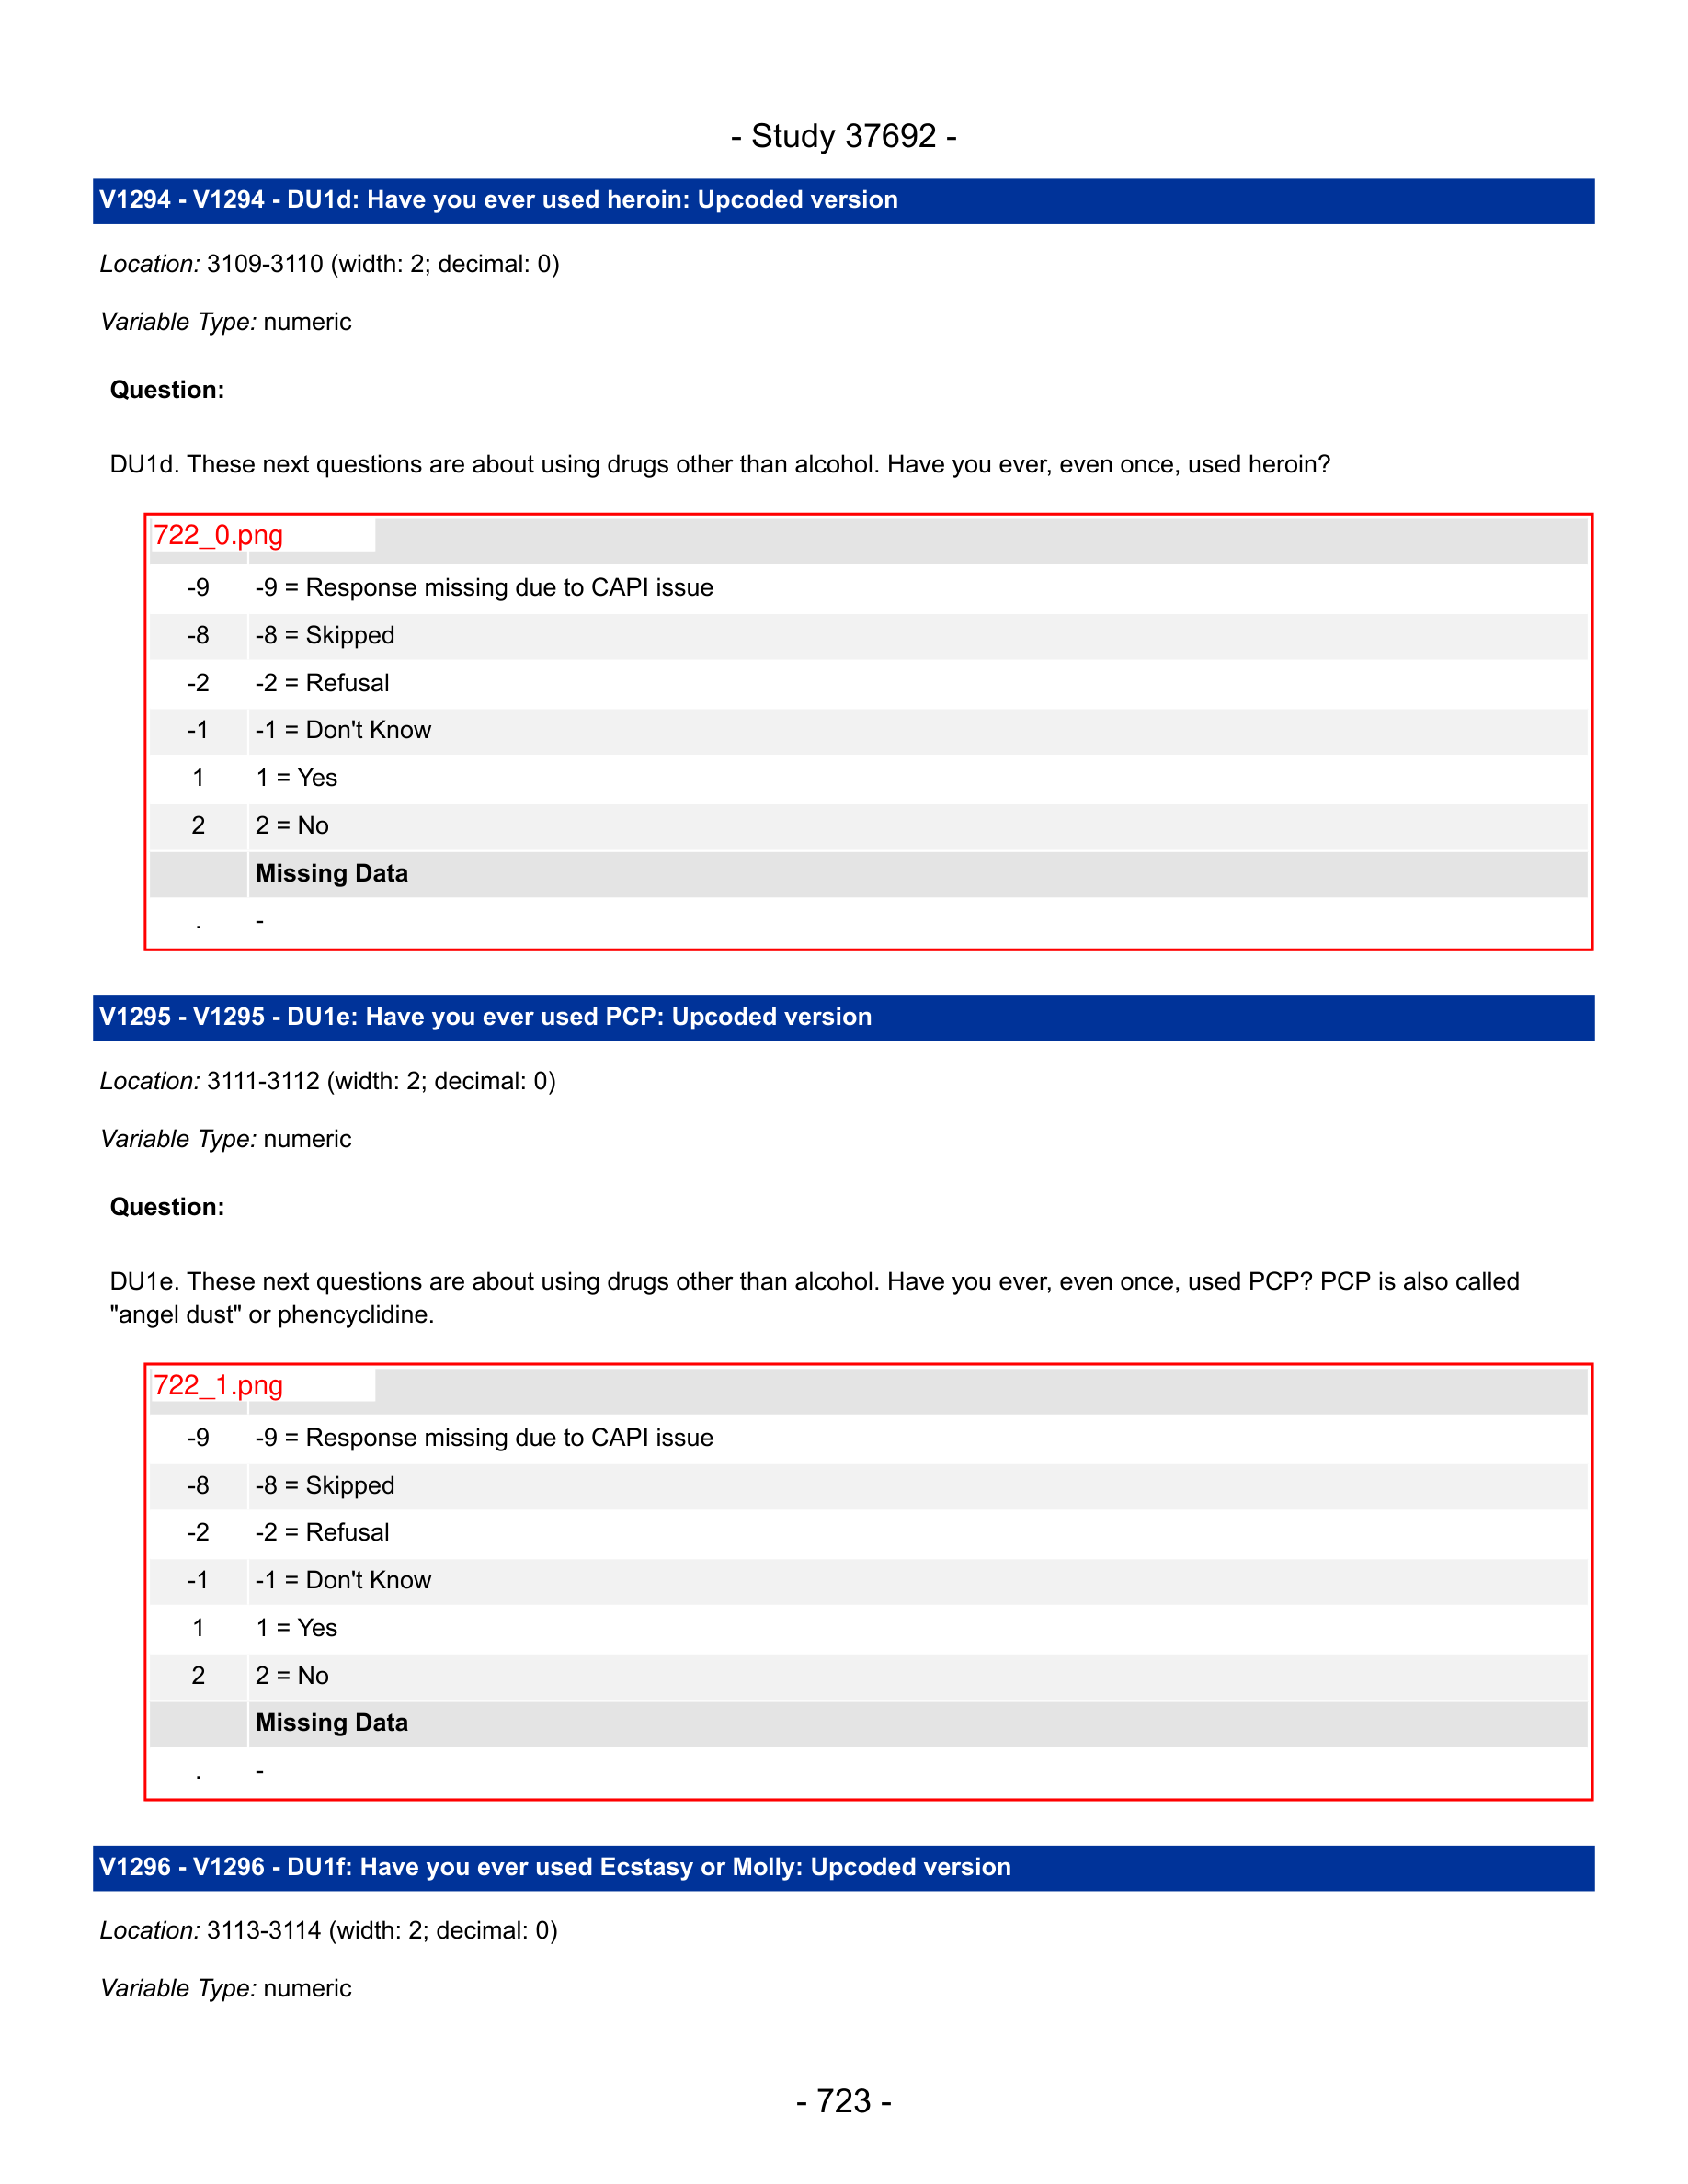 - Study 37692 -
V1294 - V1294 - DU1d: Have you ever used heroin: Upcoded version
Location: 3109-3110 (width: 2; decimal: 0)
Variable Type: numeric
Question:
DU1d. These next questions are about using drugs other than alcohol. Have you ever, even once, used heroin?
722_0.png
-9 -9 = Response missing due to CAPI issue
-8 -8 = Skipped
-2 -2 = Refusal
-1 -1 = Don't Know
1 1 = Yes
2 2 = No
Missing Data
. -
V1295 - V1295 - DU1e: Have you ever used PCP: Upcoded version
Location: 3111-3112 (width: 2; decimal: 0)
Variable Type: numeric
Question:
DU1e. These next questions are about using drugs other than alcohol. Have you ever, even once, used PCP? PCP is also called
"angel dust" or phencyclidine.
722_1.png
-9 -9 = Response missing due to CAPI issue
-8 -8 = Skipped
-2 -2 = Refusal
-1 -1 = Don't Know
1 1 = Yes
2 2 = No
Missing Data
. -
V1296 - V1296 - DU1f: Have you ever used Ecstasy or Molly: Upcoded version
Location: 3113-3114 (width: 2; decimal: 0)
Variable Type: numeric
- 723 -